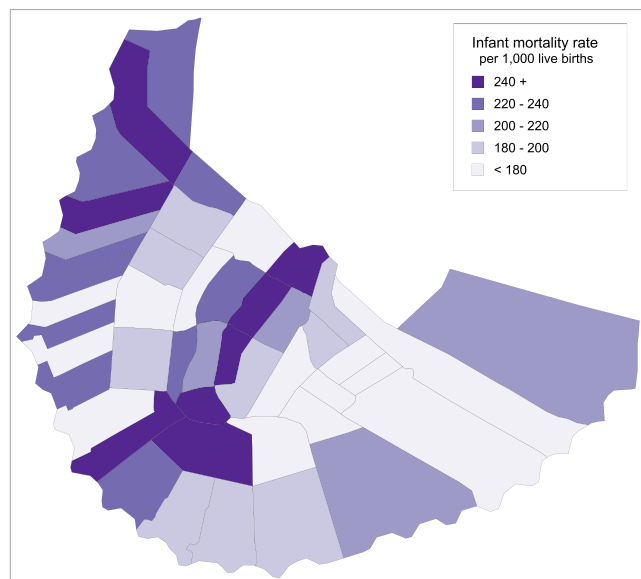 Infant mortality rate
per 1,000 live births
240 +
220 - 240
200 - 220
180 - 200
< 180